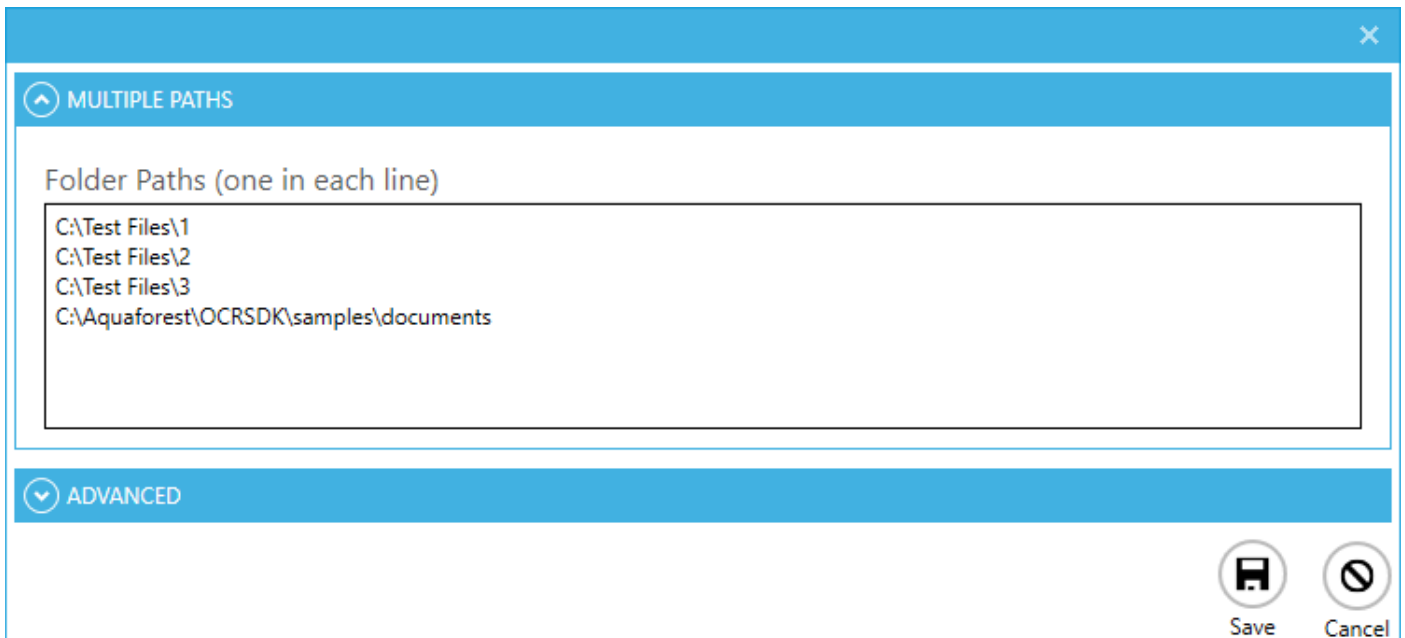 MULTIPLE PATHS
Folder Paths (one in each line)
C:\Test Files\1
C:\Test Files\2
C:\Test Files\3
C:\Aquaforest\OCRSDK\samples\documents
ADVANCED
Save Cancel